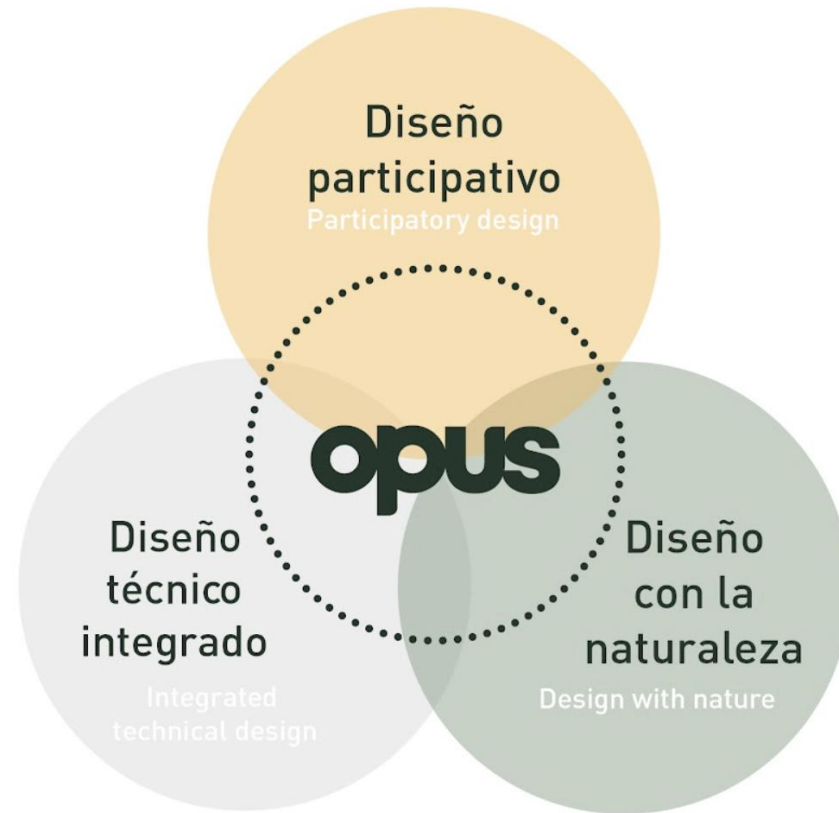 Diseño
participativo
Participatory design
opus
Diseño
técnico
integrado
Integrated
technical design
Diseño
con la
naturaleza
Design with nature